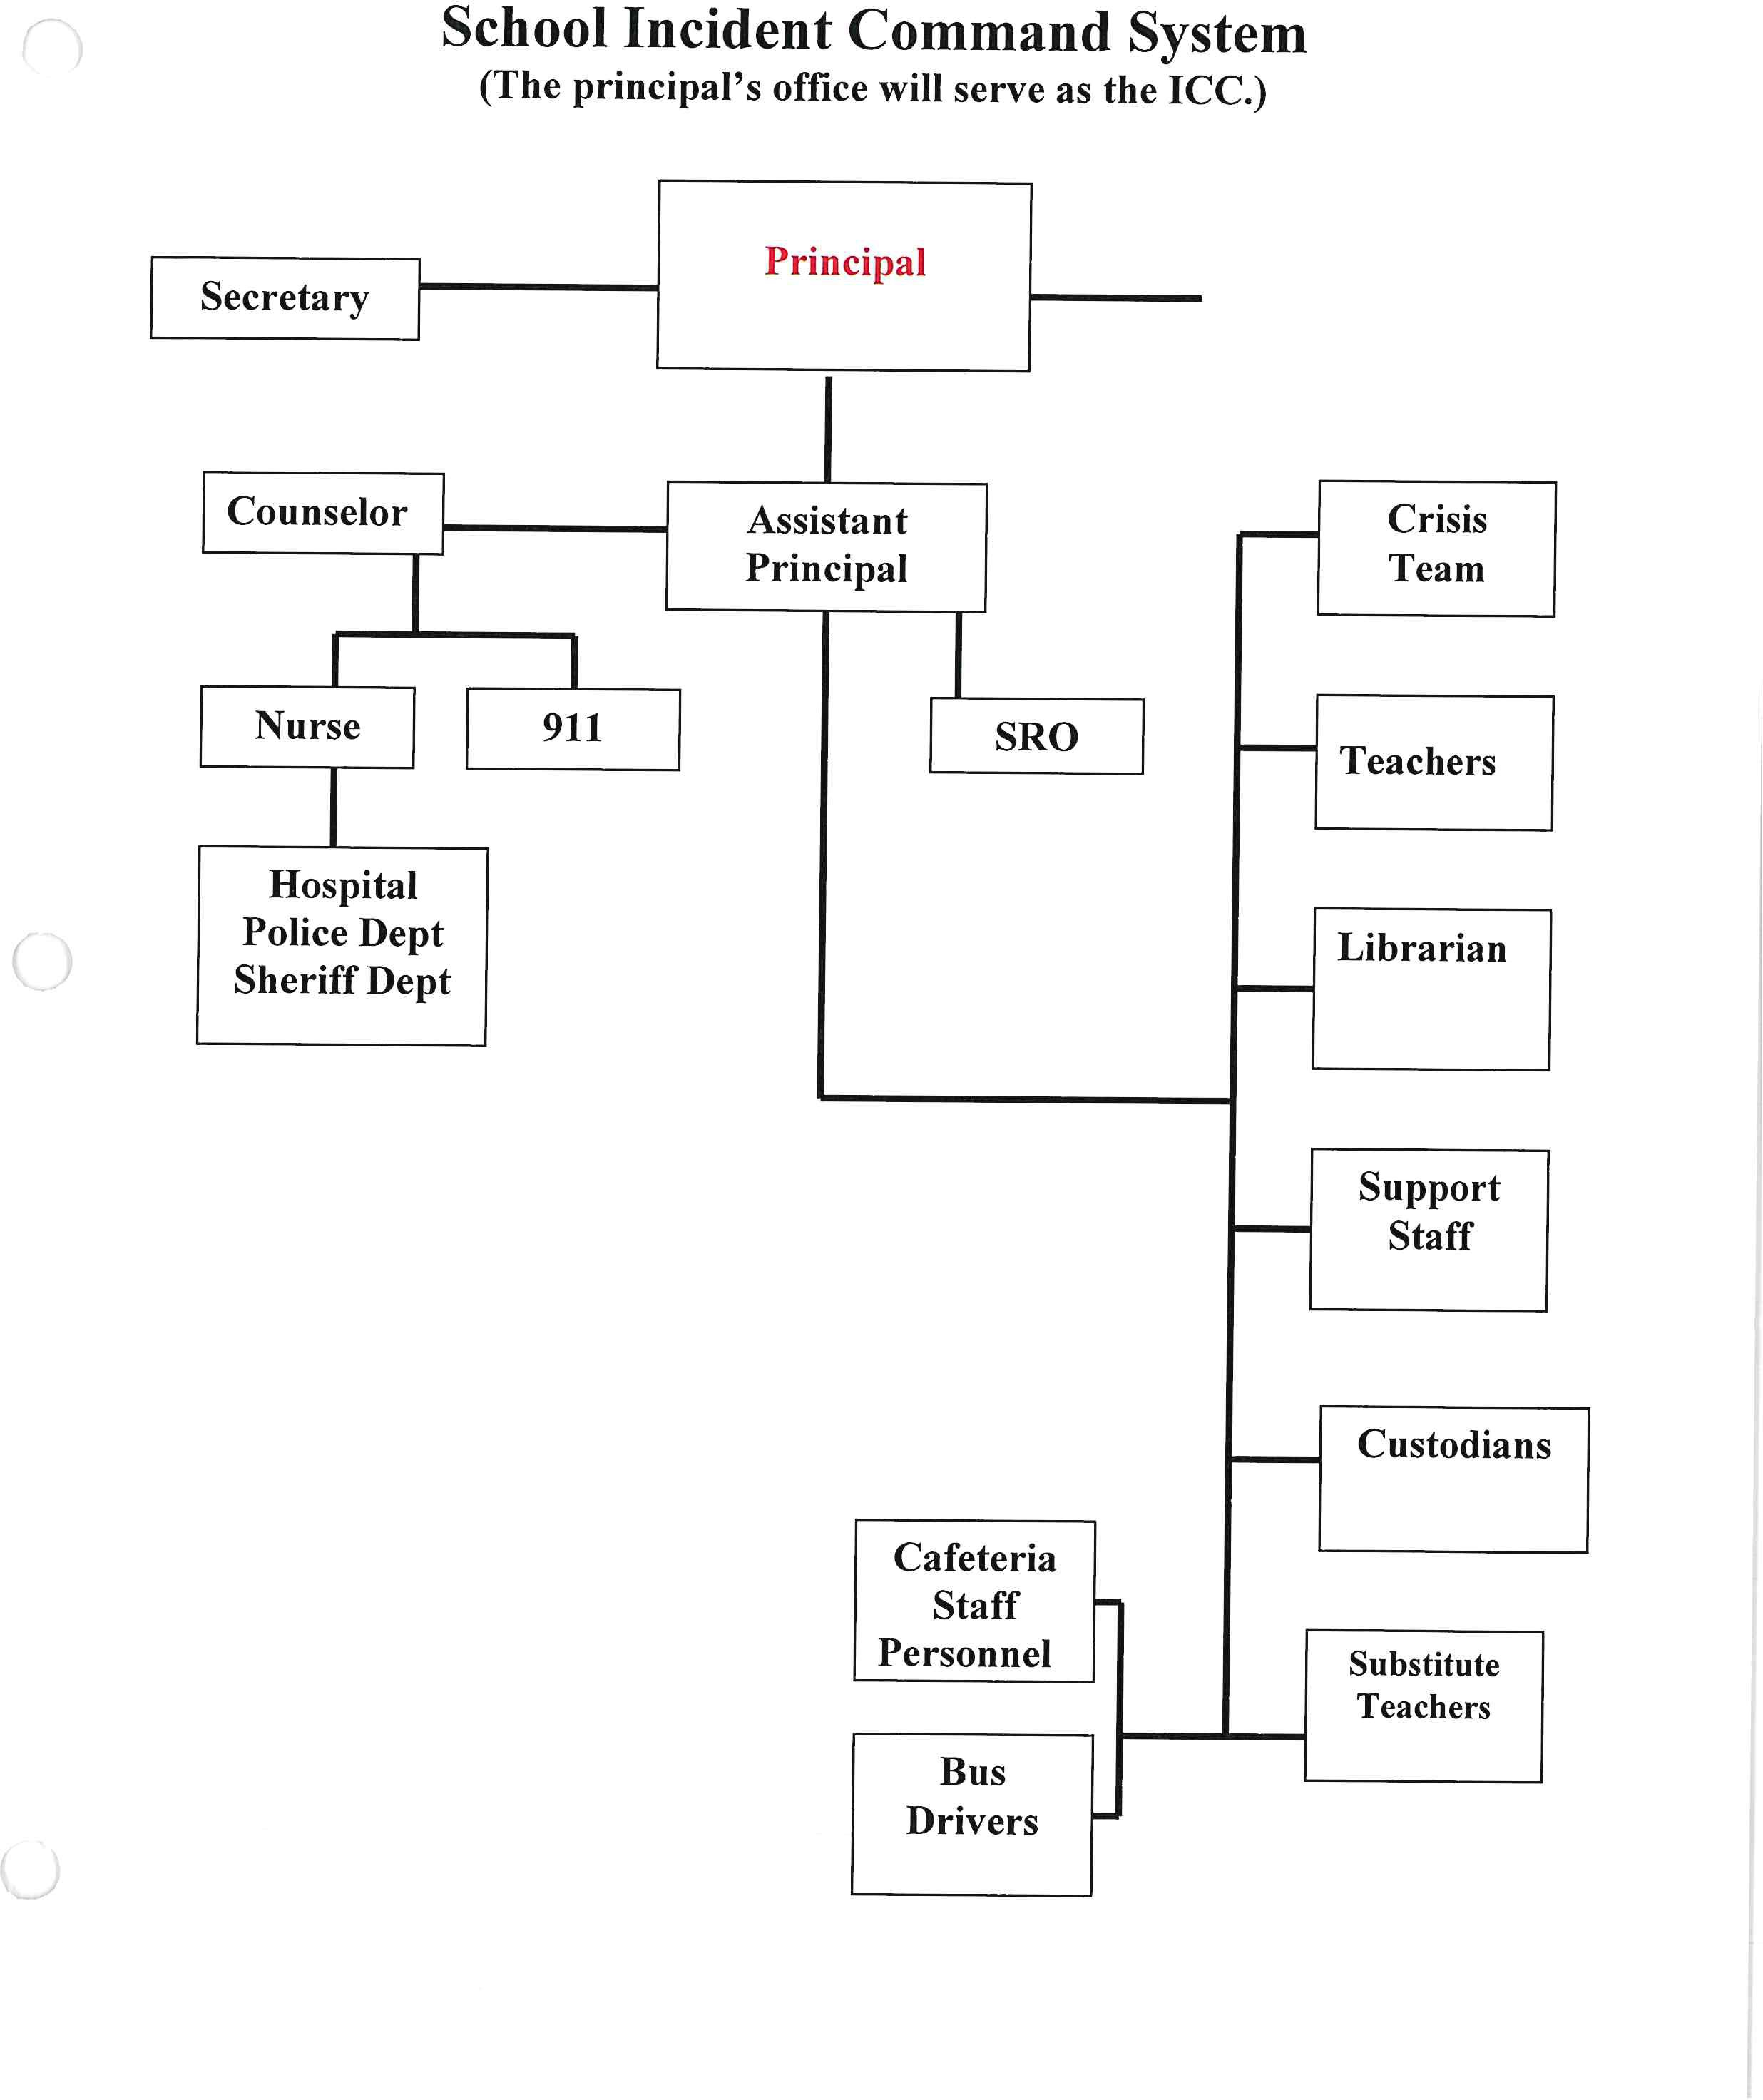 School Incident Command System
(The principal's office will serve as the ICC.)
Principal
Secretary
Counselor
Assistant
Principal
Crisis
Team
Nurse
911
SRO
Teachers
Hospital
Police Dept
Sheriff Dept
Librarian
Support
Staff
Custodians
Cafeteria
Staff
Personnel
Substitute
Teachers
Bus
Drivers